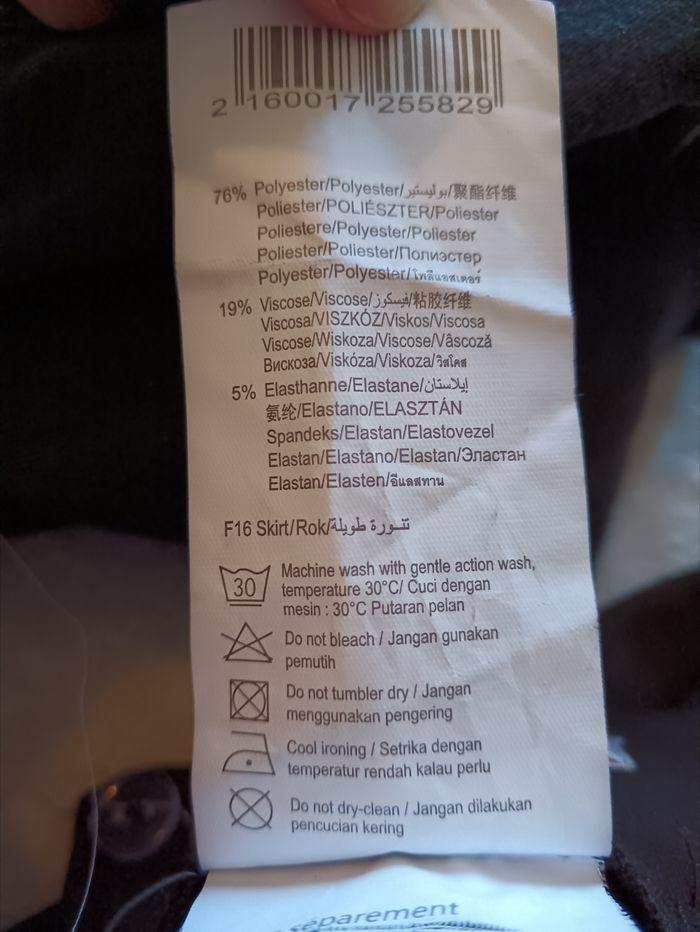 2 160017 255829
76% Polyester/Polyester/بوليستير/聚酯纤维
Poliester/POLIÉSZTER/Poliester
Poliestere/Polyester/Poliester
Poliester/Poliester/Полиэстер
Polyester/Polyester/โพลีเอสเตอร์
19% Viscose/Viscose/فيسكوز/粘胶纤维
Viscosa/VISZKÓZ/Viskos/Viscosa
Viscose/Wiskoza/Viscose/Vâscoză
Вискоза/Viskóza/Viskoza/วิสโคส
5% Elasthanne/Elastane/إيلاستان
氨纶/Elastano/ELASZTÁN
Spandeks/Elastan/Elastovezel
Elastan/Elastano/Elastan/Эластан
Elastan/Elasten/อีลาสเทน
F16 Skirt/Rok/تنورة طويلة
30
Machine wash with gentle action wash,
temperature 30°C/ Cuci dengan
mesin : 30°C Putaran pelan
Do not bleach / Jangan gunakan
pemutih
Do not tumbler dry / Jangan
menggunakan pengering
Cool ironing / Setrika dengan
temperatur rendah kalau perlu
Do not dry-clean / Jangan dilakukan
pencucian kering
séparement